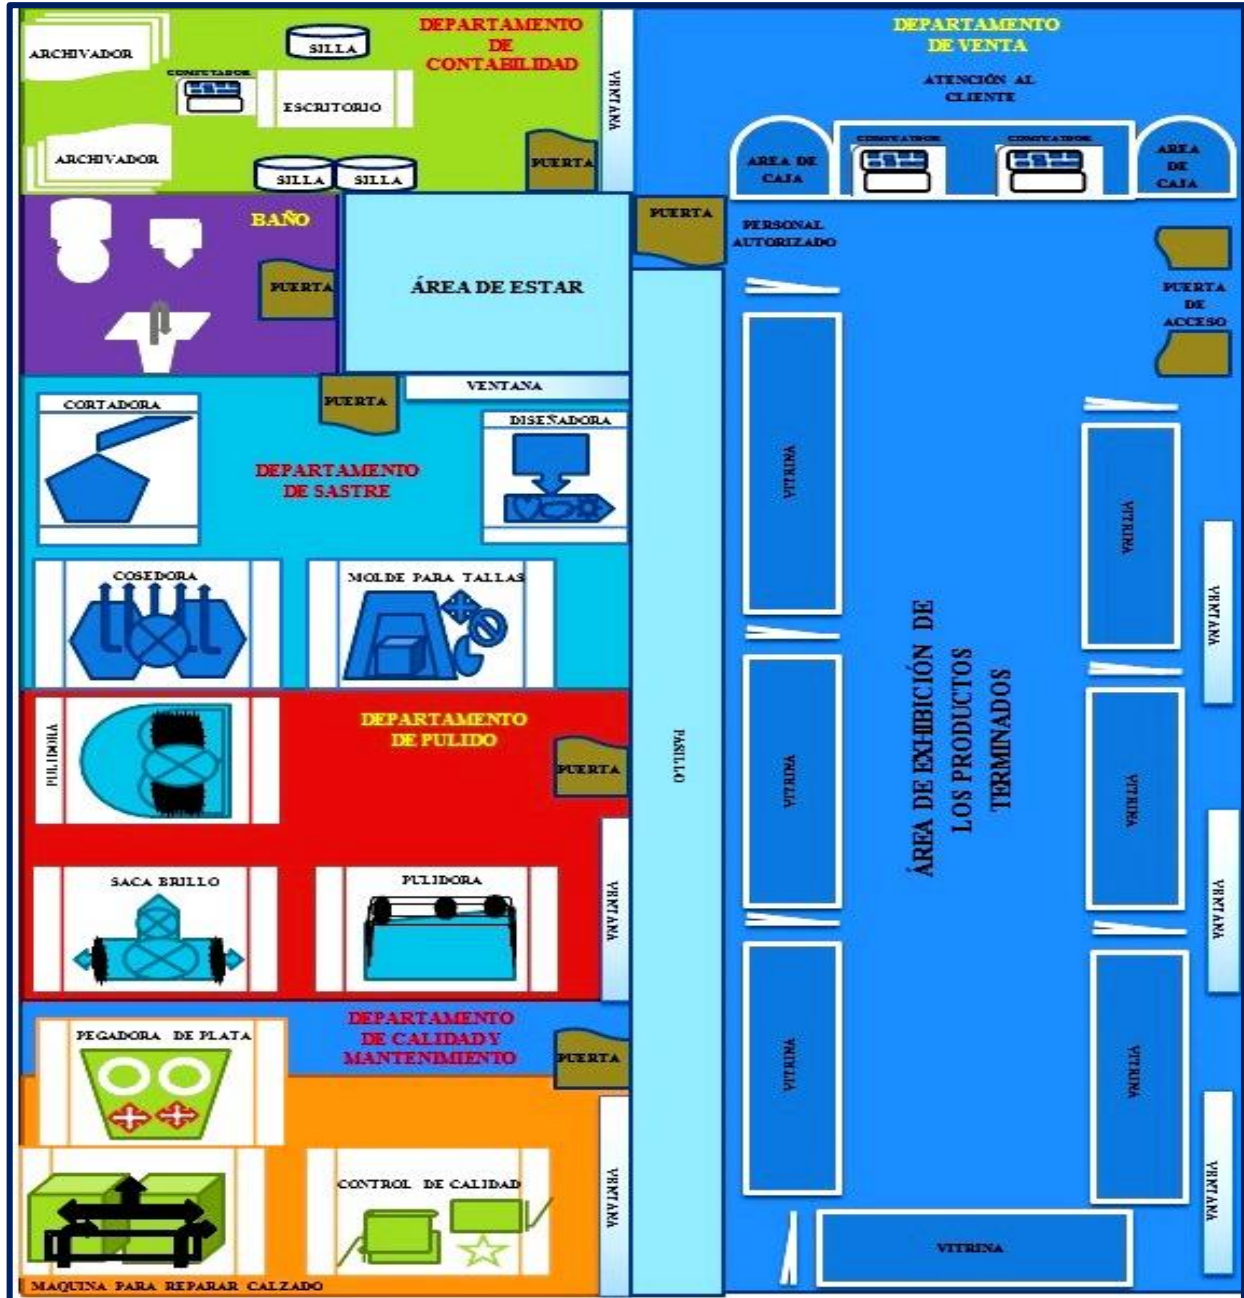 DEPARTAMENTO
DE
CONTABILIDAD
ARCHIVADOR
SILLA
COMPUTADOR
ESCRITORIO
ARCHIVADOR
SILLA
SILLA
PUERTA
VENTANA
DEPARTAMENTO
DE VENTA
ATENCIÓN AL
CLIENTE
AREA DE
CAJA
COMPUTADOR
COMPUTADOR
AREA
DE
CAJA
BAÑO
PUERTA
ÁREA DE ESTAR
PUERTA
PERSONAL
AUTORIZADO
PUERTA
DE
ACCESO
PUERTA
VENTANA
CORTADORA
DISEÑADORA
DEPARTAMENTO
DE SASTRE
COSEDORA
MOLDE PARA TALLAS
PULIDORA
DEPARTAMENTO
DE PULIDO
PUERTA
SACA BRILLO
PULIDORA
VENTANA
DEPARTAMENTO
DE CALIDAD Y
MANTENIMIENTO
PEGADORA DE PLATA
PUERTA
CONTROL DE CALIDAD
VENTANA
MAQUINA PARA REPARAR CALZADO
PASILLO
VITRINA
VITRINA
VITRINA
ÁREA DE EXHIBICIÓN DE
LOS PRODUCTOS
TERMINADOS
VITRINA
VITRINA
VITRINA
VENTANA
VENTANA
VENTANA
VITRINA